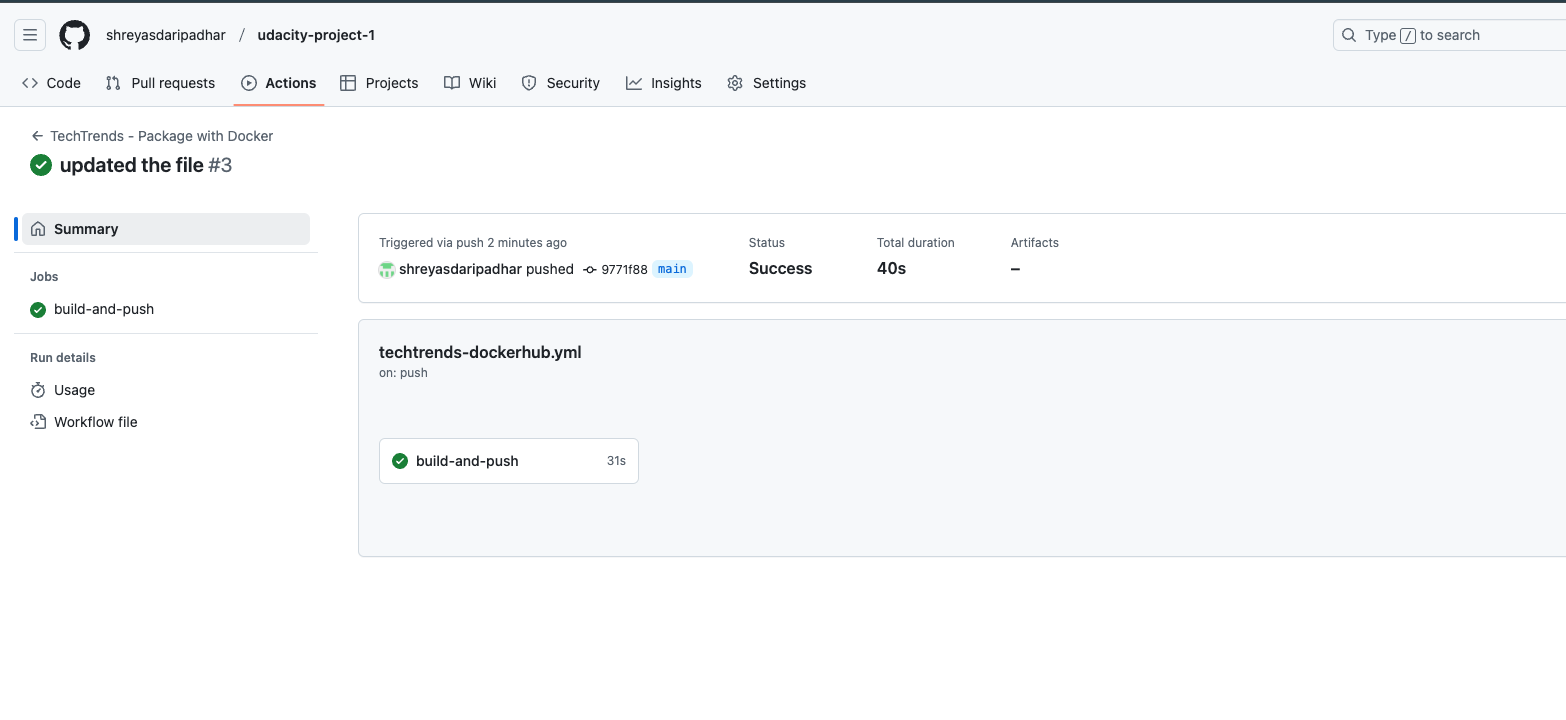 shreyasdaripadhar / udacity-project-1
Type / to search
Code Pull requests Actions Projects Wiki Security Insights Settings
TechTrends - Package with Docker
updated the file #3
Summary
Jobs
build-and-push
Run details
Usage
Workflow file
Triggered via push 2 minutes ago
shreyasdaripadhar pushed 9771f88 main
Status
Success
Total duration
40s
Artifacts
–
techtrends-dockerhub.yml
on: push
build-and-push 31s